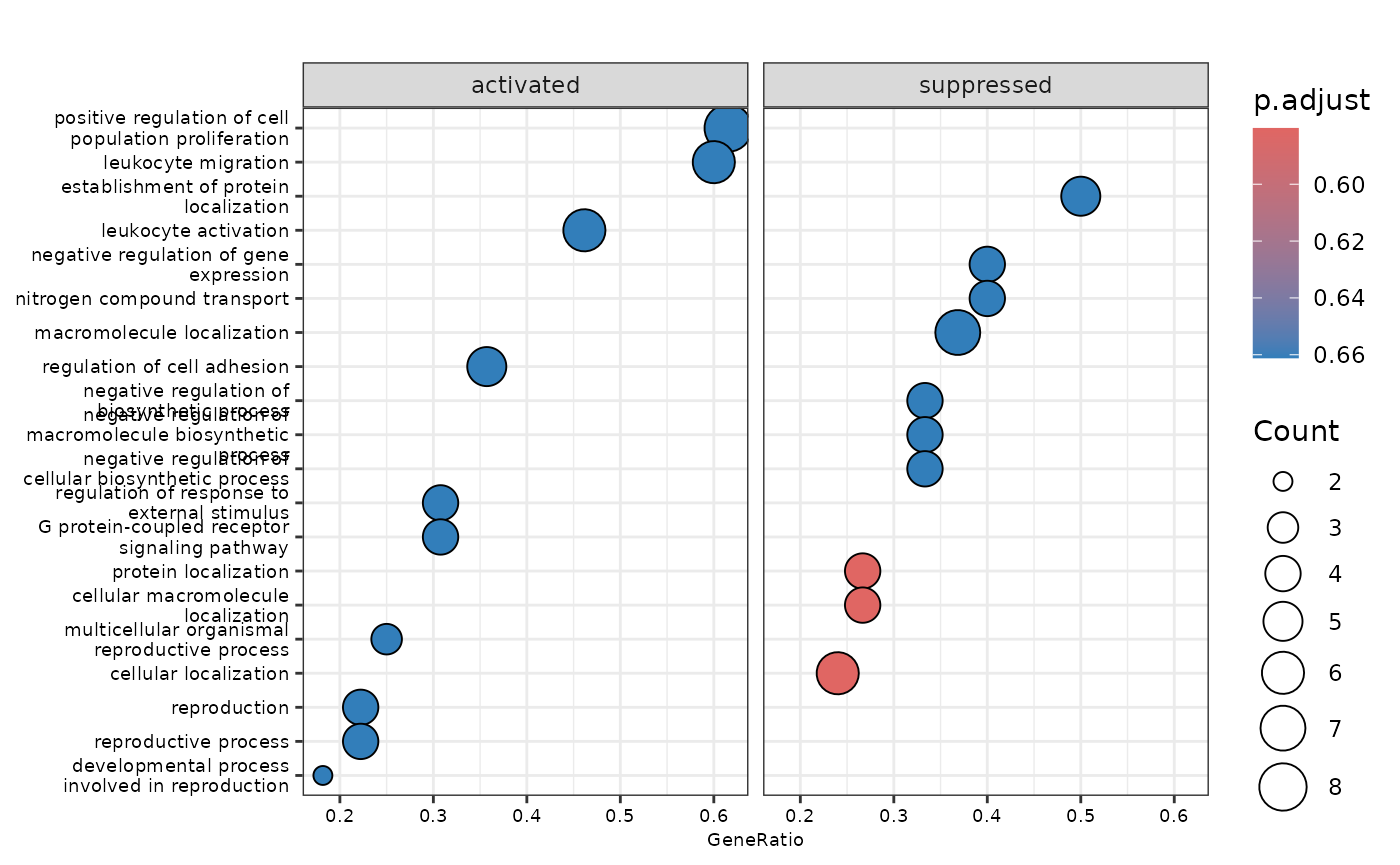 activated
suppressed
positive regulation of cell
population proliferation
leukocyte migration
establishment of protein
localization
leukocyte activation
negative regulation of gene
expression
nitrogen compound transport
macromolecule localization
regulation of cell adhesion
negative regulation of
biosynthetic process
negative regulation of
macromolecule biosynthetic
process
negative regulation of
cellular biosynthetic process
regulation of response to
external stimulus
G protein-coupled receptor
signaling pathway
protein localization
cellular macromolecule
localization
multicellular organismal
reproductive process
cellular localization
reproduction
reproductive process
developmental process
involved in reproduction
0.2 0.3 0.4 0.5 0.6
0.2 0.3 0.4 0.5 0.6
GeneRatio
p.adjust
0.60
0.62
0.64
0.66
Count
2
3
4
5
6
7
8